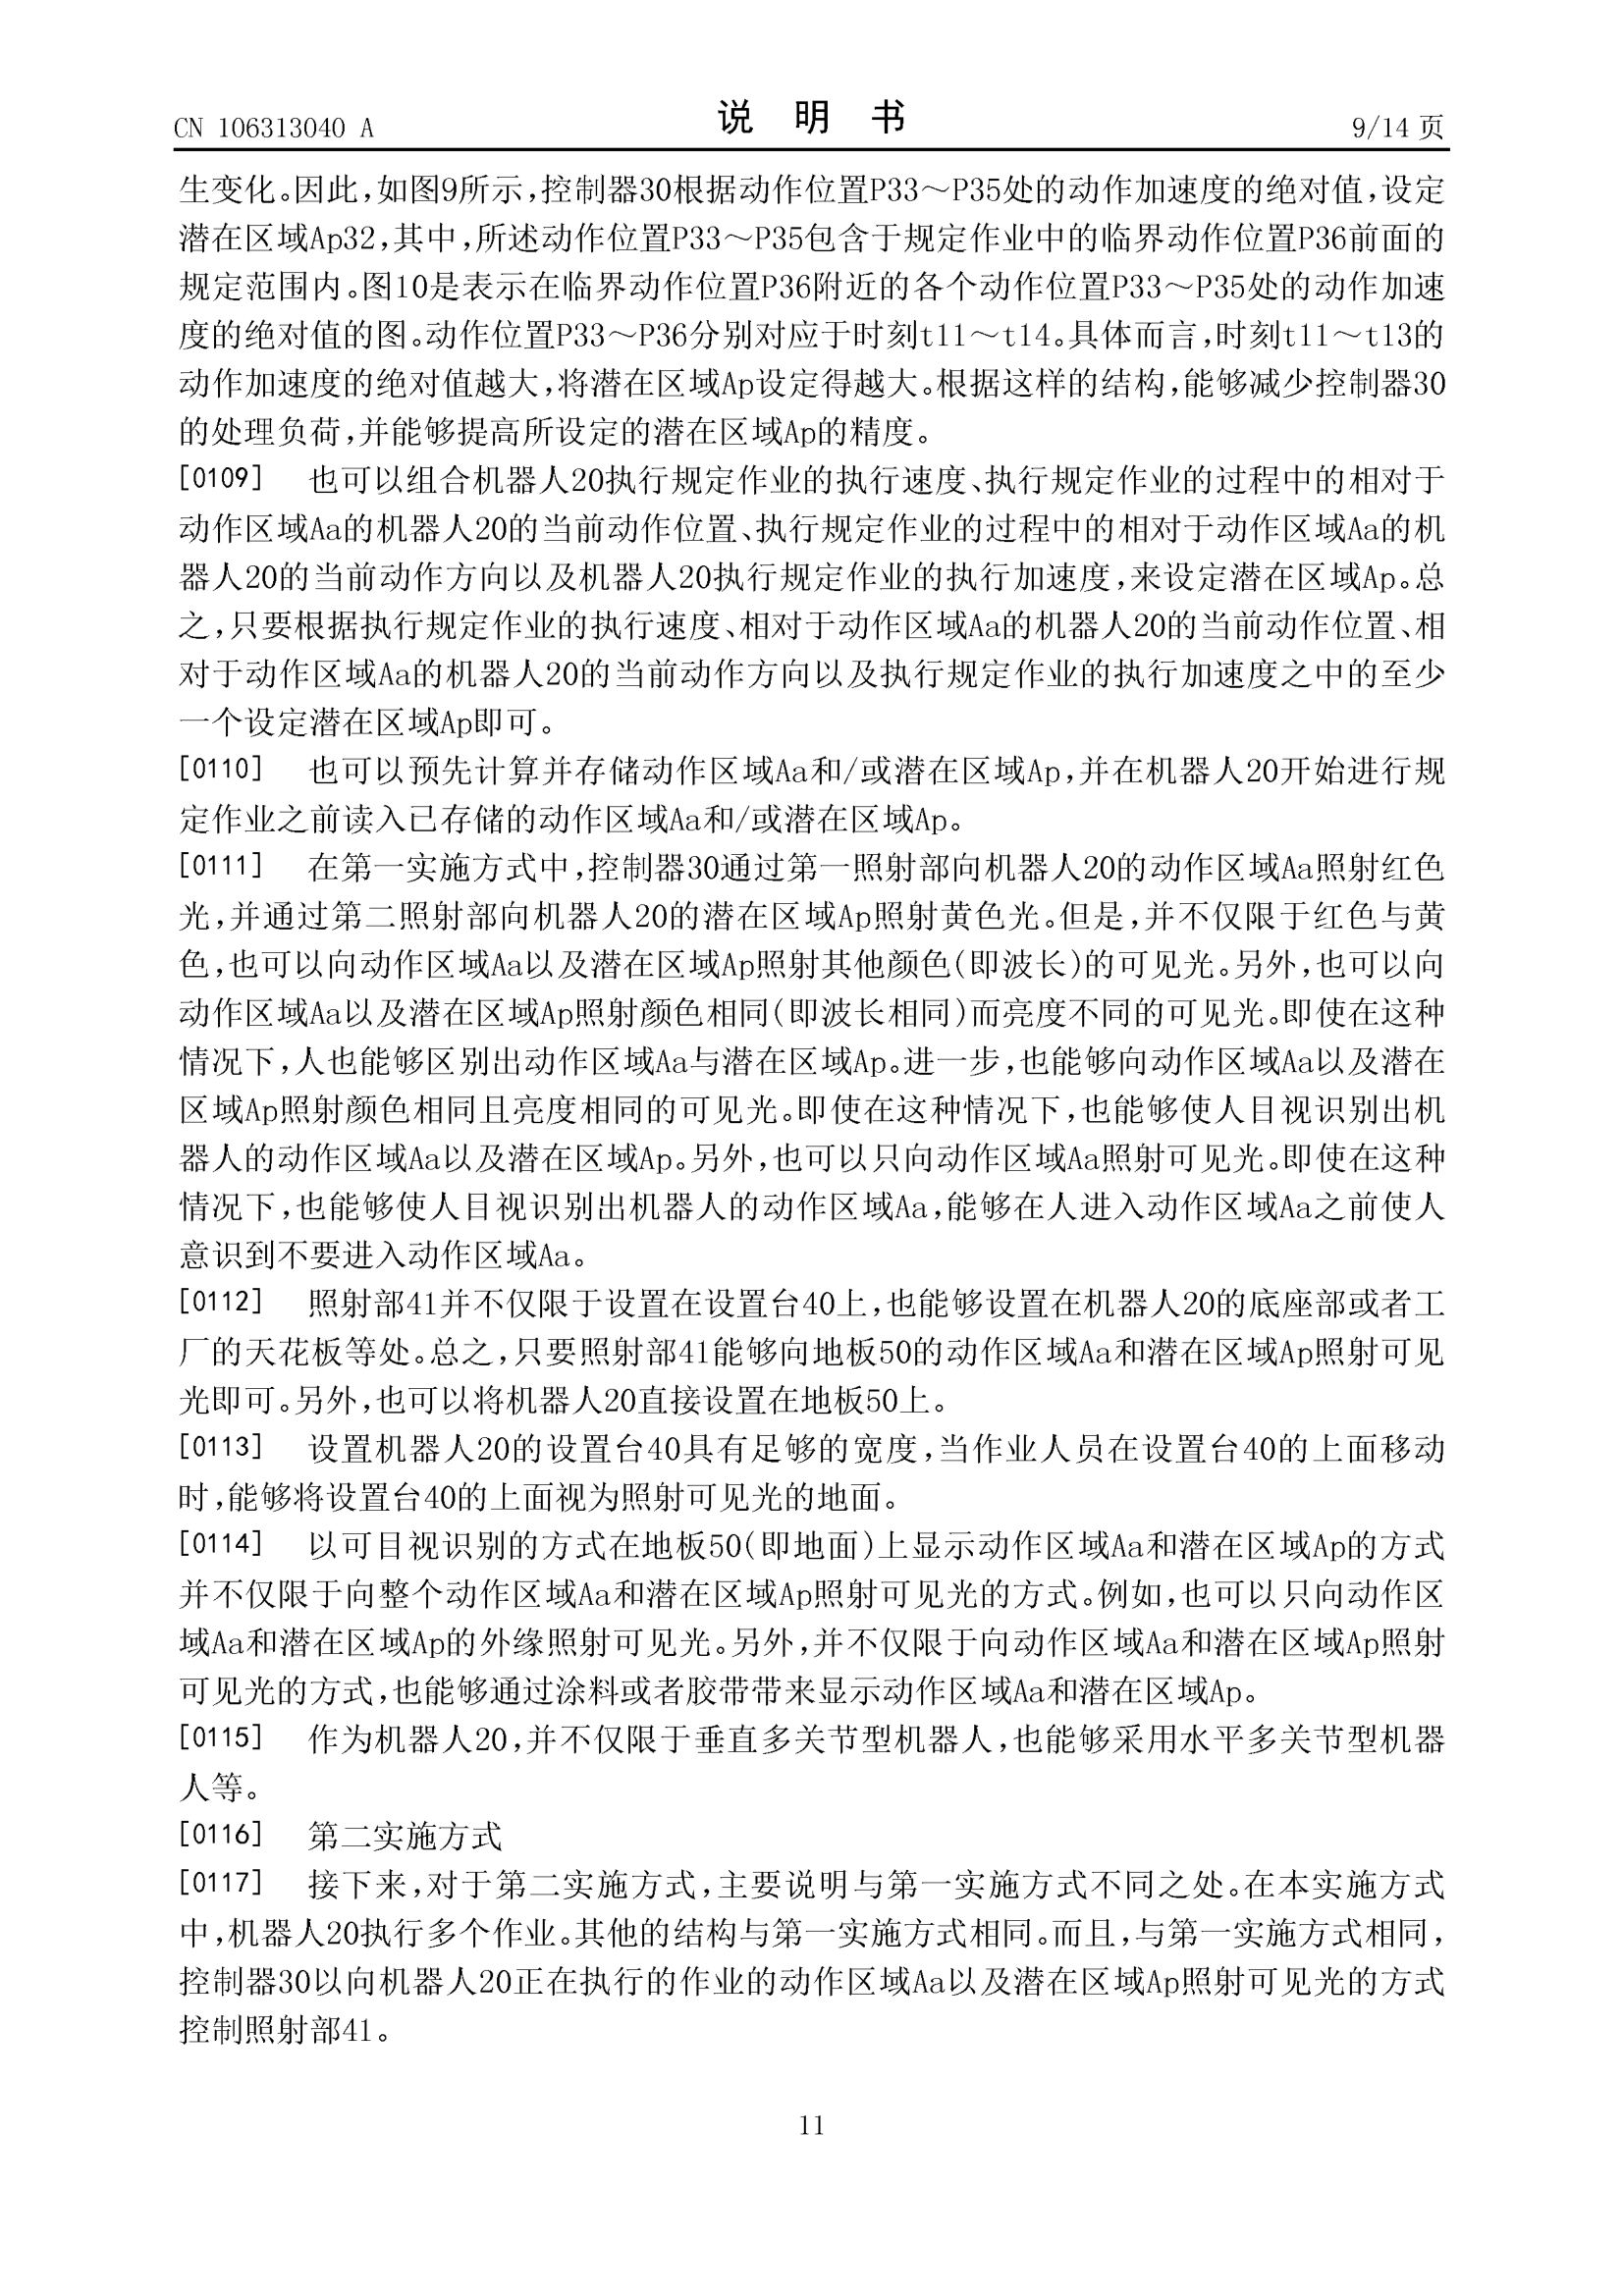 CN 106313040 A
说 明 书
9/14 页
生变化。因此,如图9所示,控制器30根据动作位置P33～P35处的动作加速度的绝对值,设定
潜在区域Ap32,其中,所述动作位置P33～P35包含于规定作业中的临界动作位置P36前面的
规定范围内。图10是表示在临界动作位置P36附近的各个动作位置P33～P35处的动作加速
度的绝对值的图。动作位置P33～P36分别对应于时刻t11～t14。具体而言,时刻t11～t13的
动作加速度的绝对值越大,将潜在区域Ap设定得越大。根据这样的结构,能够减少控制器30
的处理负荷,并能够提高所设定的潜在区域Ap的精度。
[0109] 也可以组合机器人20执行规定作业的执行速度、执行规定作业的过程中的相对于
动作区域Aa的机器人20的当前动作位置、执行规定作业的过程中的相对于动作区域Aa的机
器人20的当前动作方向以及机器人20执行规定作业的执行加速度,来设定潜在区域Ap。总
之,只要根据执行规定作业的执行速度、相对于动作区域Aa的机器人20的当前动作位置、相
对于动作区域Aa的机器人20的当前动作方向以及执行规定作业的执行加速度之中的至少
一个设定潜在区域Ap即可。
[0110] 也可以预先计算并存储动作区域Aa和/或潜在区域Ap,并在机器人20开始进行规
定作业之前读入已存储的动作区域Aa和/或潜在区域Ap。
[0111] 在第一实施方式中,控制器30通过第一照射部向机器人20的动作区域Aa照射红色
光,并通过第二照射部向机器人20的潜在区域Ap照射黄色光。但是,并不仅限于红色与黄
色,也可以向动作区域Aa以及潜在区域Ap照射其他颜色(即波长)的可见光。另外,也可以向
动作区域Aa以及潜在区域Ap照射颜色相同(即波长相同)而亮度不同的可见光。即使在这种
情况下,人也能够区别出动作区域Aa与潜在区域Ap。进一步,也能够向动作区域Aa以及潜在
区域Ap照射颜色相同且亮度相同的可见光。即使在这种情况下,也能够使人目视识别出机
器人的动作区域Aa以及潜在区域Ap。另外,也可以只向动作区域Aa照射可见光。即使在这种
情况下,也能够使人目视识别出机器人的动作区域Aa,能够在人进入动作区域Aa之前使人
意识到不要进入动作区域Aa。
[0112] 照射部41并不仅限于设置在设置台40上,也能够设置在机器人20的底座部或者工
厂的天花板等处。总之,只要照射部41能够向地板50的动作区域Aa和潜在区域Ap照射可见
光即可。另外,也可以将机器人20直接设置在地板50上。
[0113] 设置机器人20的设置台40具有足够的宽度,当作业人员在设置台40的上面移动
时,能够将设置台40的上面视为照射可见光的地面。
[0114] 以可目视识别的方式在地板50(即地面)上显示动作区域Aa和潜在区域Ap的方式
并不仅限于向整个动作区域Aa和潜在区域Ap照射可见光的方式。例如,也可以只向动作区
域Aa和潜在区域Ap的外缘照射可见光。另外,并不仅限于向动作区域Aa和潜在区域Ap照射
可见光的方式,也能够通过涂料或者胶带带来显示动作区域Aa和潜在区域Ap。
[0115] 作为机器人20,并不仅限于垂直多关节型机器人,也能够采用水平多关节型机器
人等。
[0116] 第二实施方式
[0117] 接下来,对于第二实施方式,主要说明与第一实施方式不同之处。在本实施方式
中,机器人20执行多个作业。其他的结构与第一实施方式相同。而且,与第一实施方式相同,
控制器30以向机器人20正在执行的作业的动作区域Aa以及潜在区域Ap照射可见光的方式
控制照射部41。
11